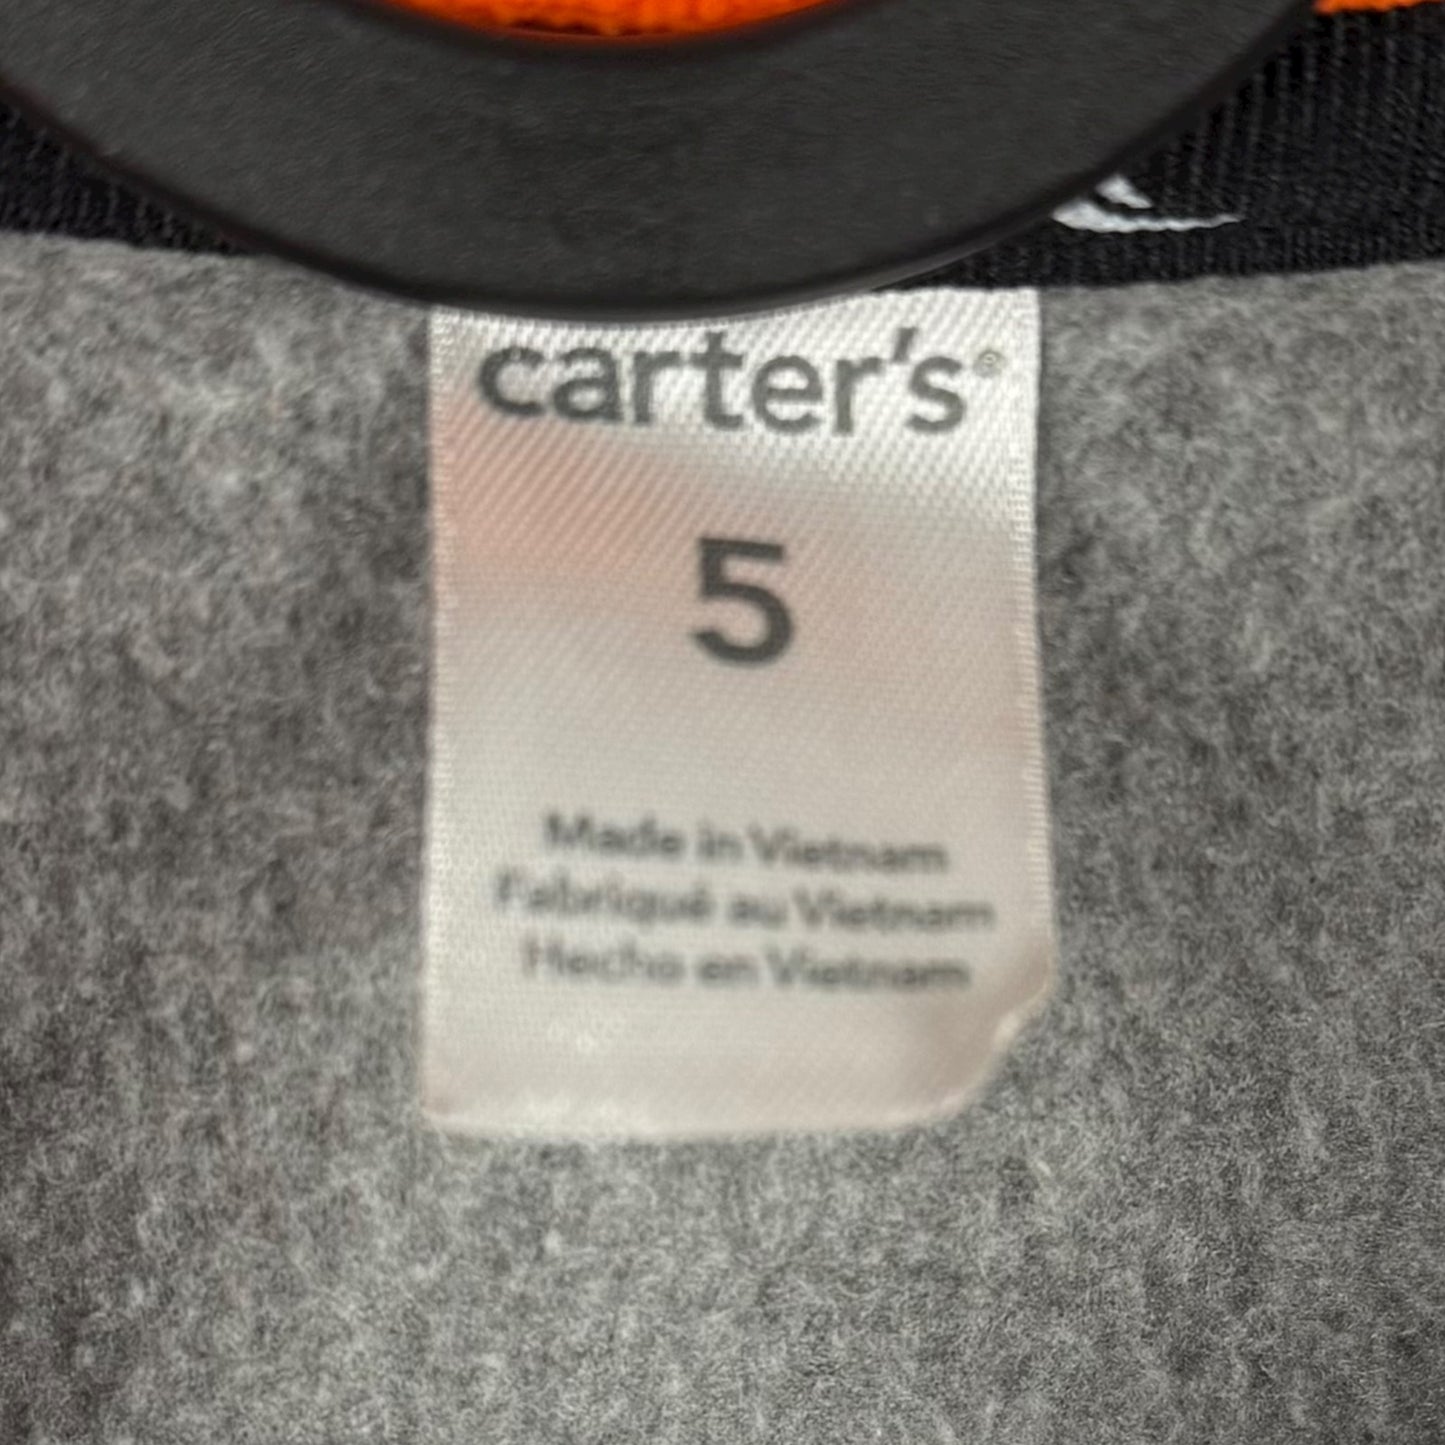 carter's®
5
Made in Vietnam
Fabriqué au Vietnam
Hecho en Vietnam